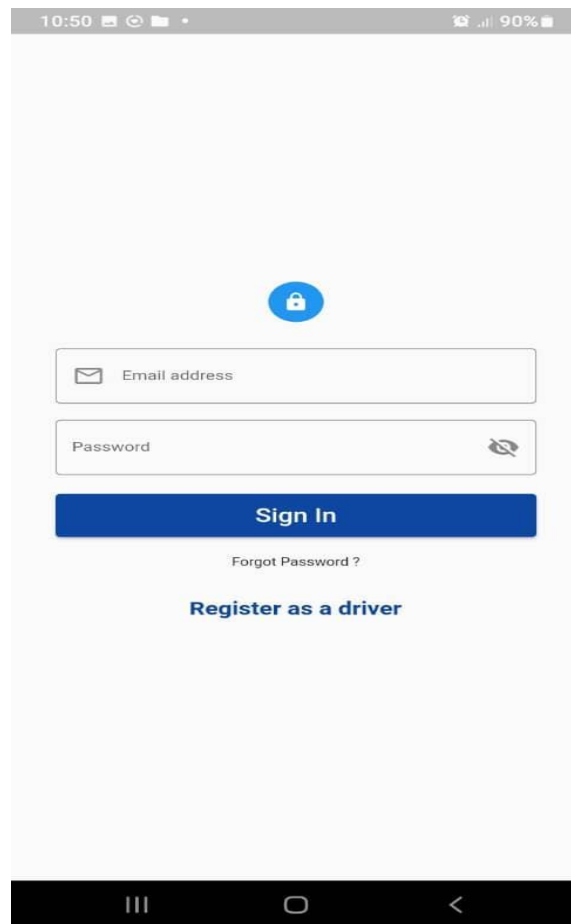 10:50
90%
Email address
Password
Sign In
Forgot Password ?
Register as a driver